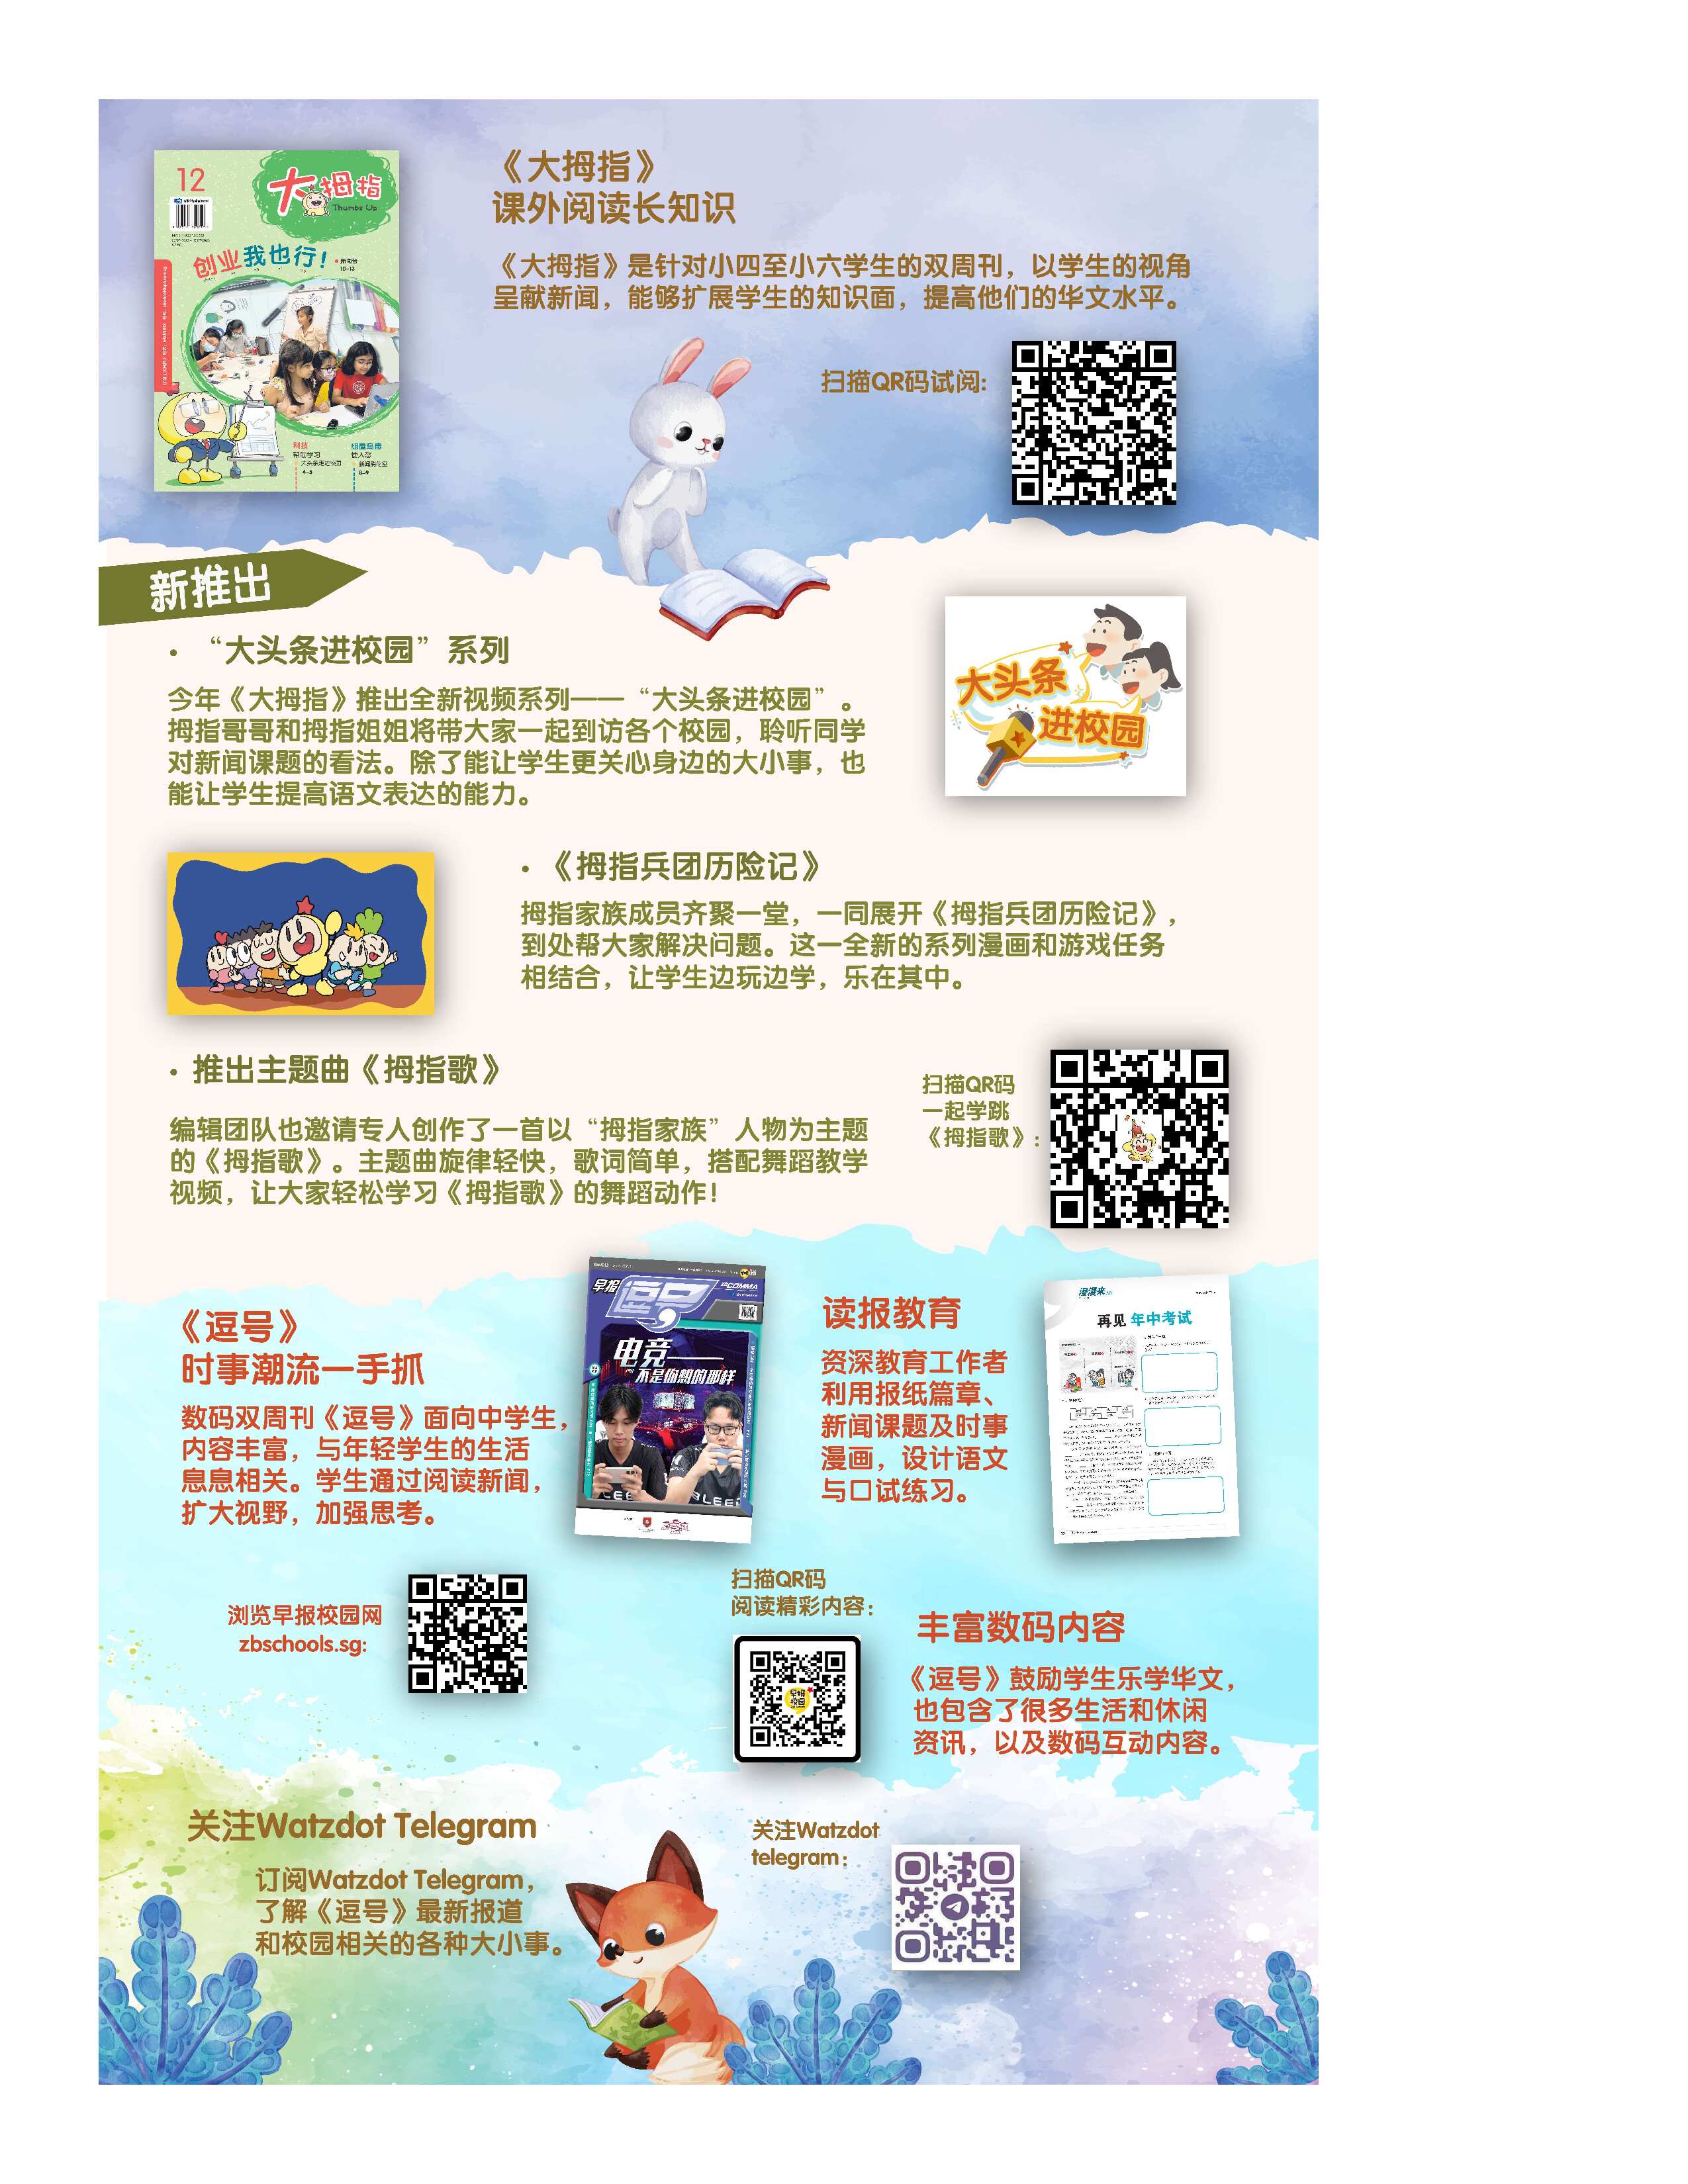 12
大拇指
Thumbs Up
创业我也行！
10-13
科技
帮助学习
大头条进校园
4-5
8-9
《大拇指》
课外阅读长知识
《大拇指》是针对小四至小六学生的双周刊，以学生的视角
呈献新闻，能够扩展学生的知识面，提高他们的华文水平。
扫描QR码试阅：
新推出
· “大头条进校园”系列
今年《大拇指》推出全新视频系列——“大头条进校园”。
拇指哥哥和拇指姐姐将带大家一起到访各个校园，聆听同学
对新闻课题的看法。除了能让学生更关心身边的大小事，也
能让学生提高语文表达的能力。
大头条
进校园
· 《拇指兵团历险记》
拇指家族成员齐聚一堂，一同展开《拇指兵团历险记》，
到处帮大家解决问题。这一全新的系列漫画和游戏任务
相结合，让学生边玩边学，乐在其中。
· 推出主题曲《拇指歌》
编辑团队也邀请专人创作了一首以“拇指家族”人物为主题
的《拇指歌》。主题曲旋律轻快，歌词简单，搭配舞蹈教学
视频，让大家轻松学习《拇指歌》的舞蹈动作！
扫描QR码
一起学跳
《拇指歌》：
《逗号》
时事潮流一手抓
数码双周刊《逗号》面向中学生，
内容丰富，与年轻学生的生活
息息相关。学生通过阅读新闻，
扩大视野，加强思考。
早报
逗号
ZBCOMMA
电竞——
不是你想的那样
读报教育
资深教育工作者
利用报纸篇章、
新闻课题及时事
漫画，设计语文
与口试练习。
漫漫来
再见 年中考试
浏览早报校园网
zbschools.sg:
扫描QR码
阅读精彩内容：
早报
校园
丰富数码内容
《逗号》鼓励学生乐学华文，
也包含了很多生活和休闲
资讯，以及数码互动内容。
关注Watzdot Telegram
订阅Watzdot Telegram，
了解《逗号》最新报道
和校园相关的各种大小事。
关注Watzdot
telegram：